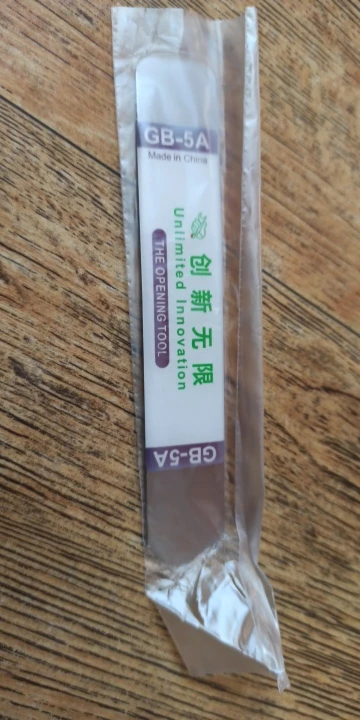 GB-5A
Made in China
创新无限
Unlimited Innovation
THE OPENING TOOL
GB-5A